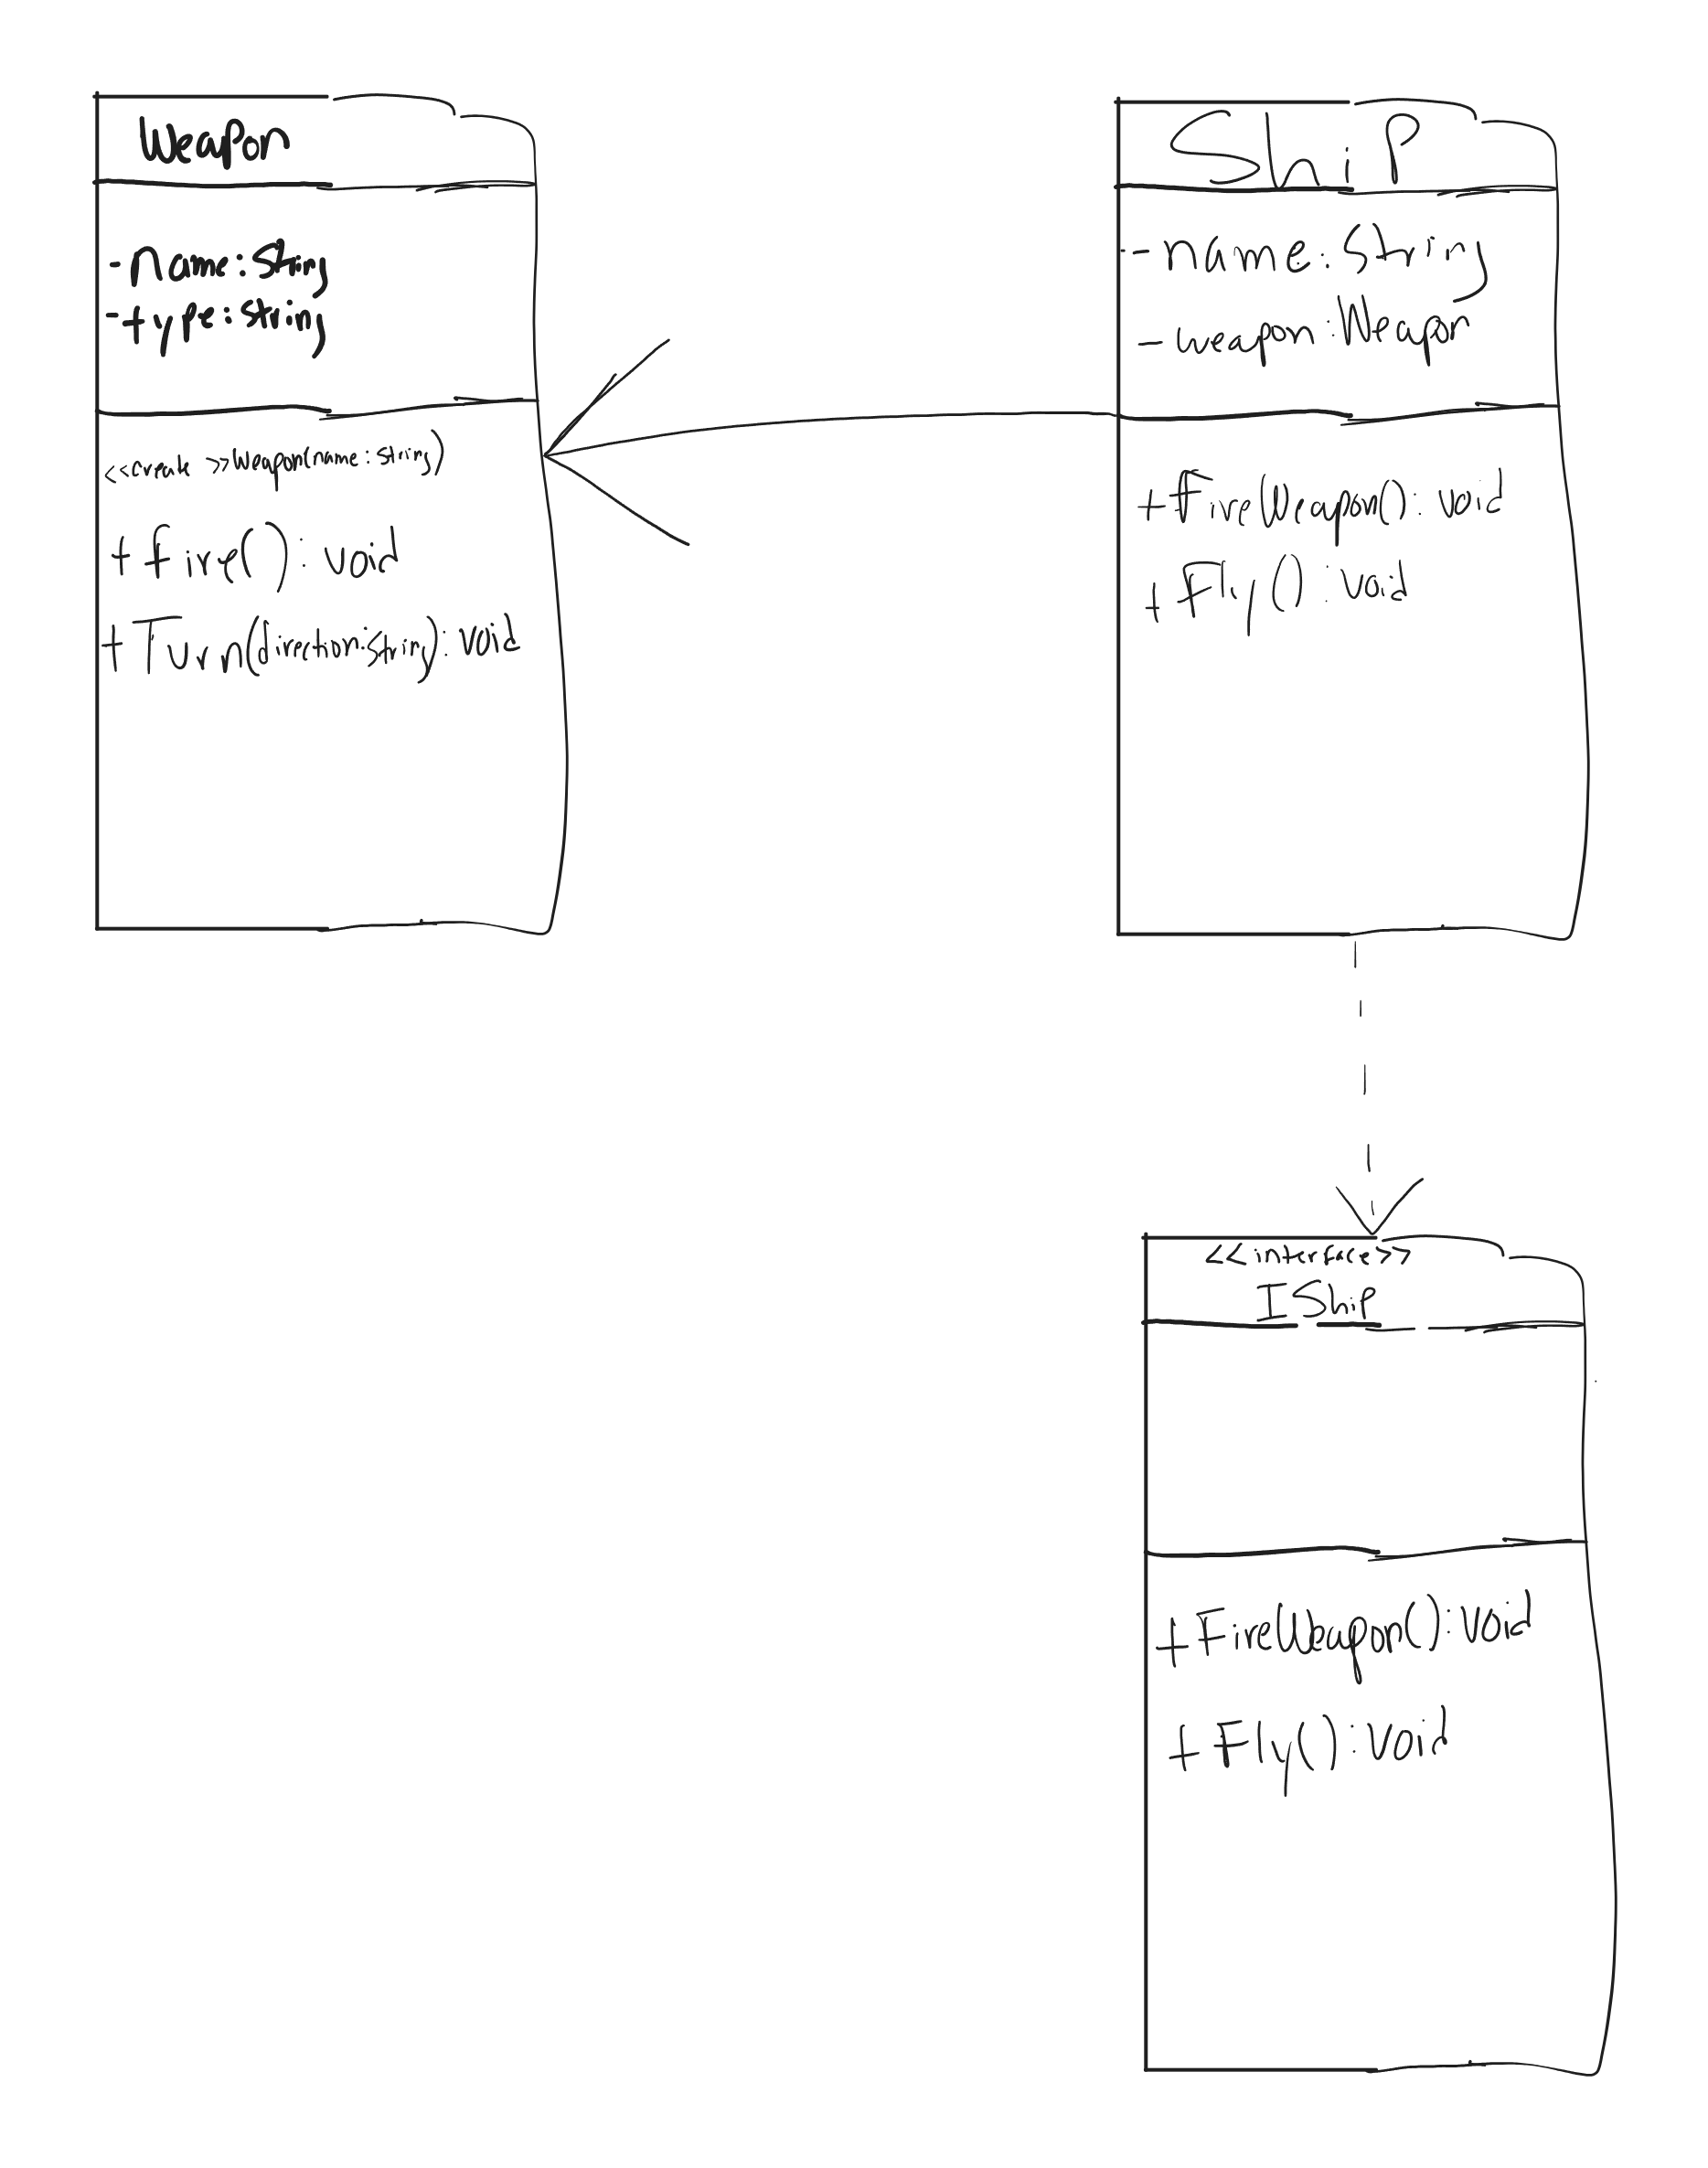 Weapon
-name:String
-type:string
<<create >>Weapon(name:string)
+fire():void
+Turn(direction:String):void
Ship
-name:String
-weapon:Weapon
+FireWeapon():void
+Fly():void
<<interface>>
IShip
+FireWeapon():void
+Fly():void